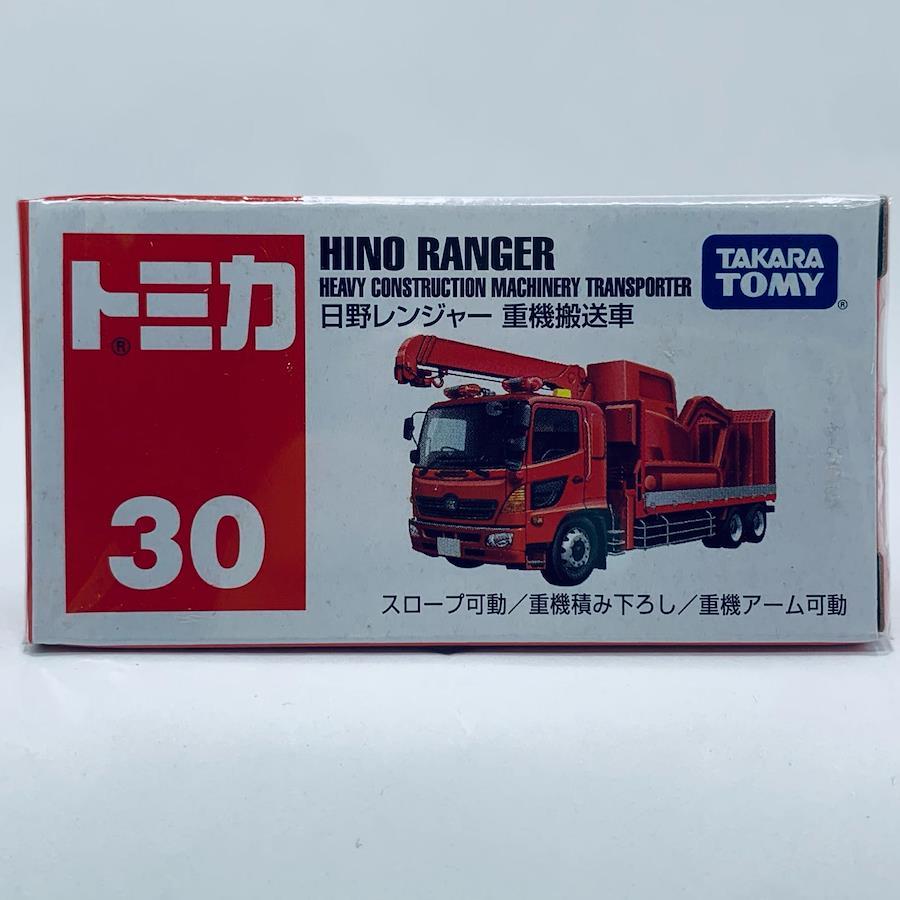 トミカ
®
30
HINO RANGER
HEAVY CONSTRUCTION MACHINERY TRANSPORTER
日野レンジャー 重機搬送車
TAKARA
TOMY
®
スロープ可動／重機積み下ろし／重機アーム可動